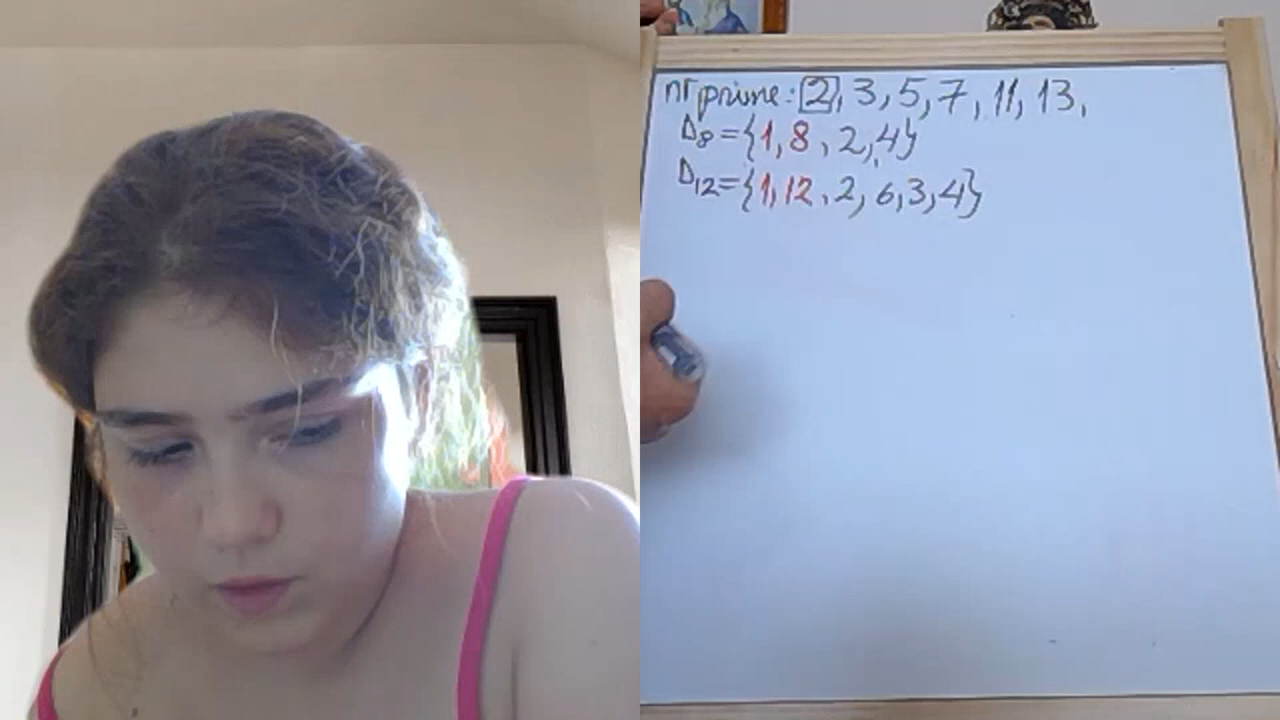 nr prime: 2, 3, 5, 7, 11, 13,
D8={1, 8, 2, 4}
D12={1, 12, 2, 6, 3, 4}